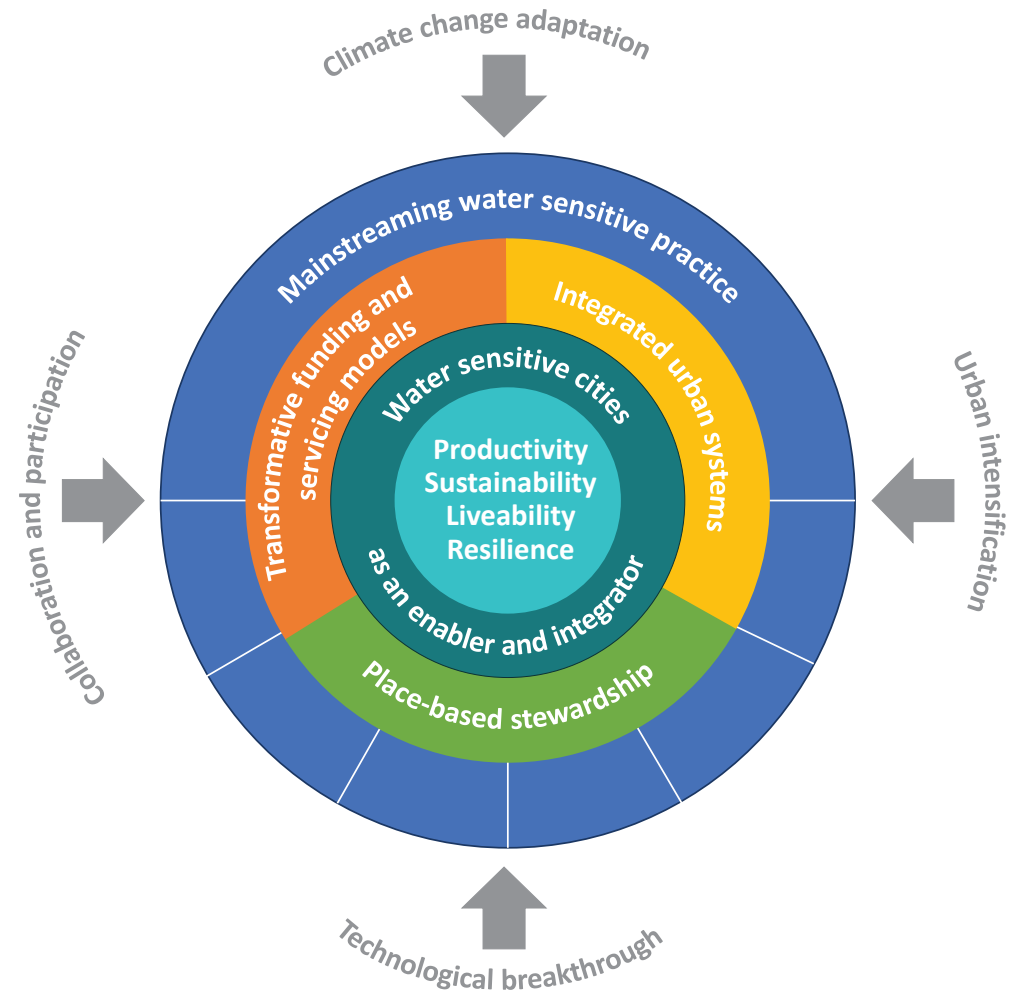 Climate change adaptation
Mainstreaming water sensitive practice
Transformative funding and
servicing models
Integrated urban systems
Water sensitive cities
Productivity
Sustainability
Liveability
Resilience
as an enabler and integrator
Place-based stewardship
Collaboration and participation
Urban intensification
Technological breakthrough